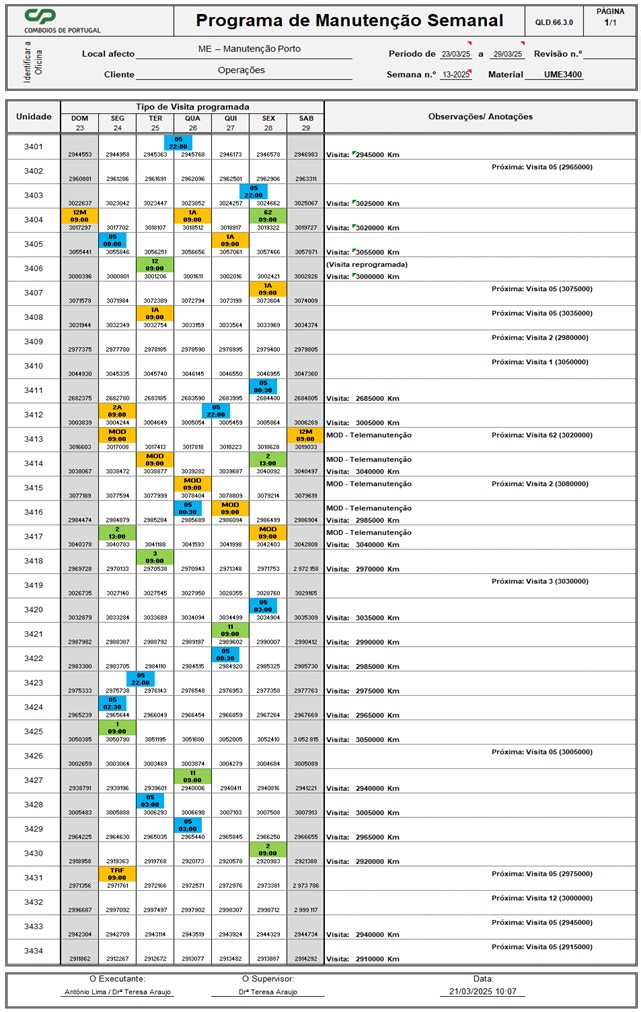 CP
COMBOIOS DE PORTUGAL
Programa de Manutenção Semanal
QLD.66.3.0
PÁGINA
1/1
Identificar a Oficina
Local afecto ME – Manutenção Porto
Período de 23/03/25 a 29/03/25 Revisão n.º
Cliente Operações
Semana n.º 13-2025 Material UME3400
Unidade Tipo de Visita programada Observações/ Anotações
DOM SEG TER QUA QUI SEX SAB
23 24 25 26 27 28 29
3401 05 22:00
2944553 2944958 2945363 2945768 2946173 2946578 2946983 Visita: 2945000 Km
3402 Próxima: Visita 05 (2965000)
2960881 2961286 2961691 2962096 2962501 2962906 2963311
3403 05 22:00
3022637 3023042 3023447 3023852 3024257 3024662 3025067 Visita: 3025000 Km
3404 12M 09:00 1A 09:00 62 09:00
3017297 3017702 3018107 3018512 3018917 3019322 3019727 Visita: 3020000 Km
3405 05 00:00 1A 09:00
3055441 3055846 3056251 3056656 3057061 3057466 3057871 Visita: 3055000 Km
3406 12 09:00 (Visita reprogramada)
3000396 3000801 3001206 3001611 3002016 3002421 3002826 Visita: 3000000 Km
3407 1A 09:00 Próxima: Visita 05 (3075000)
3071579 3071984 3072389 3072794 3073199 3073604 3074009
3408 1A 09:00 Próxima: Visita 05 (3035000)
3031944 3032349 3032754 3033159 3033564 3033969 3034374
3409 Próxima: Visita 2 (2980000)
2977375 2977780 2978185 2978590 2978995 2979400 2979805
3410 Próxima: Visita 1 (3050000)
3044930 3045335 3045740 3046145 3046550 3046955 3047360
3411 05 00:30
2682375 2682780 2683185 2683590 2683995 2684400 2684805 Visita: 2685000 Km
3412 2A 09:00 05 22:00
3003839 3004244 3004649 3005054 3005459 3005864 3006269 Visita: 3005000 Km
3413 MOD 09:00 12M 09:00 MOD - Telemanutenção Próxima: Visita 62 (3020000)
3016603 3017008 3017413 3017818 3018223 3018628 3019033
3414 MOD 09:00 2 13:00 MOD - Telemanutenção
3038067 3038472 3038877 3039282 3039687 3040092 3040497 Visita: 3040000 Km
3415 MOD 09:00 MOD - Telemanutenção Próxima: Visita 2 (3080000)
3077189 3077594 3077999 3078404 3078809 3079214 3079619
3416 05 00:30 MOD 09:00 MOD - Telemanutenção
2984474 2984879 2985284 2985689 2986094 2986499 2986904 Visita: 2985000 Km
3417 2 13:00 MOD 09:00 MOD - Telemanutenção
3040378 3040783 3041188 3041593 3041998 3042403 3042808 Visita: 3040000 Km
3418 3 09:00
2969728 2970133 2970538 2970943 2971348 2971753 2 972 158 Visita: 2970000 Km
3419 Próxima: Visita 3 (3030000)
3026735 3027140 3027545 3027950 3028355 3028760 3029165
3420 05 03:00
3032879 3033284 3033689 3034094 3034499 3034904 3035309 Visita: 3035000 Km
3421 11 09:00
2987982 2988387 2988792 2989197 2989602 2990007 2990412 Visita: 2990000 Km
3422 05 00:30
2983300 2983705 2984110 2984515 2984920 2985325 2985730 Visita: 2985000 Km
3423 05 22:00
2975333 2975738 2976143 2976548 2976953 2977358 2977763 Visita: 2975000 Km
3424 05 02:30
2965239 2965644 2966049 2966454 2966859 2967264 2967669 Visita: 2965000 Km
3425 1 09:00
3050385 3050790 3051195 3051600 3052005 3052410 3 052 815 Visita: 3050000 Km
3426 Próxima: Visita 05 (3005000)
3002659 3003064 3003469 3003874 3004279 3004684 3005089
3427 11 09:00
2938791 2939196 2939601 2940006 2940411 2940816 2941221 Visita: 2940000 Km
3428 05 03:00
3005483 3005888 3006293 3006698 3007103 3007508 3007913 Visita: 3005000 Km
3429 05 03:00
2964225 2964630 2965035 2965440 2965845 2966250 2966655 Visita: 2965000 Km
3430 2 09:00
2918958 2919363 2919768 2920173 2920578 2920983 2921388 Visita: 2920000 Km
3431 TRF 09:00 Próxima: Visita 05 (2975000)
2971356 2971761 2972166 2972571 2972976 2973381 2 973 786
3432 Próxima: Visita 12 (3000000)
2996687 2997092 2997497 2997902 2998307 2998712 2 999 117
3433 Próxima: Visita 05 (2945000)
2942304 2942709 2943114 2943519 2943924 2944329 2944734 Visita: 2940000 Km
3434 Próxima: Visita 05 (2915000)
2911862 2912267 2912672 2913077 2913482 2913887 2914292 Visita: 2910000 Km
O Executante: O Supervisor: Data:
António Lima / Drª Teresa Araujo Drª Teresa Araujo 21/03/2025 10:07